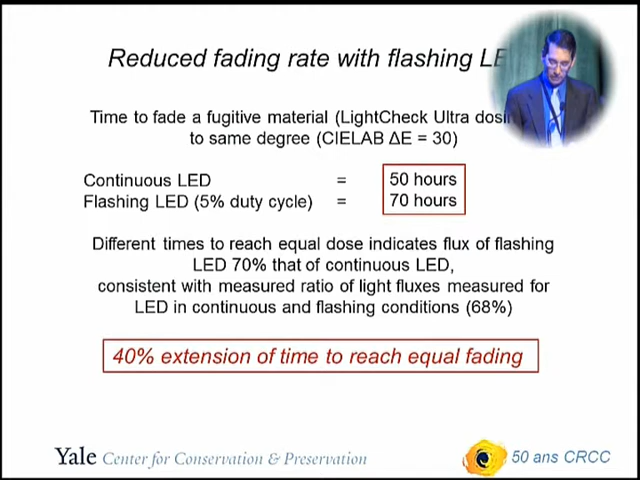 Reduced fading rate with flashing
Time to fade a fugitive material (LightCheck Ultra
to same degree (CIELAB ΔE = 30)
Continuous LED = 50 hours
Flashing LED (5% duty cycle) = 70 hours
Different times to reach equal dose indicates flux of flashing
LED 70% that of continuous LED,
consistent with measured ratio of light fluxes measured for
LED in continuous and flashing conditions (68%)
40% extension of time to reach equal fading
Yale Center for Conservation & Preservation
50 ans CRCC